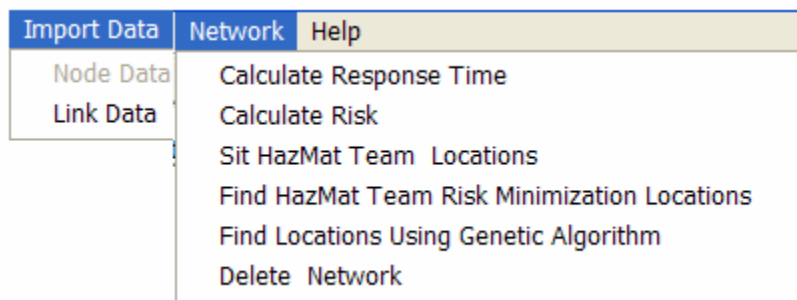 Import Data Network Help
Node Data Calculate Response Time
Link Data Calculate Risk
Sit HazMat Team Locations
Find HazMat Team Risk Minimization Locations
Find Locations Using Genetic Algorithm
Delete Network